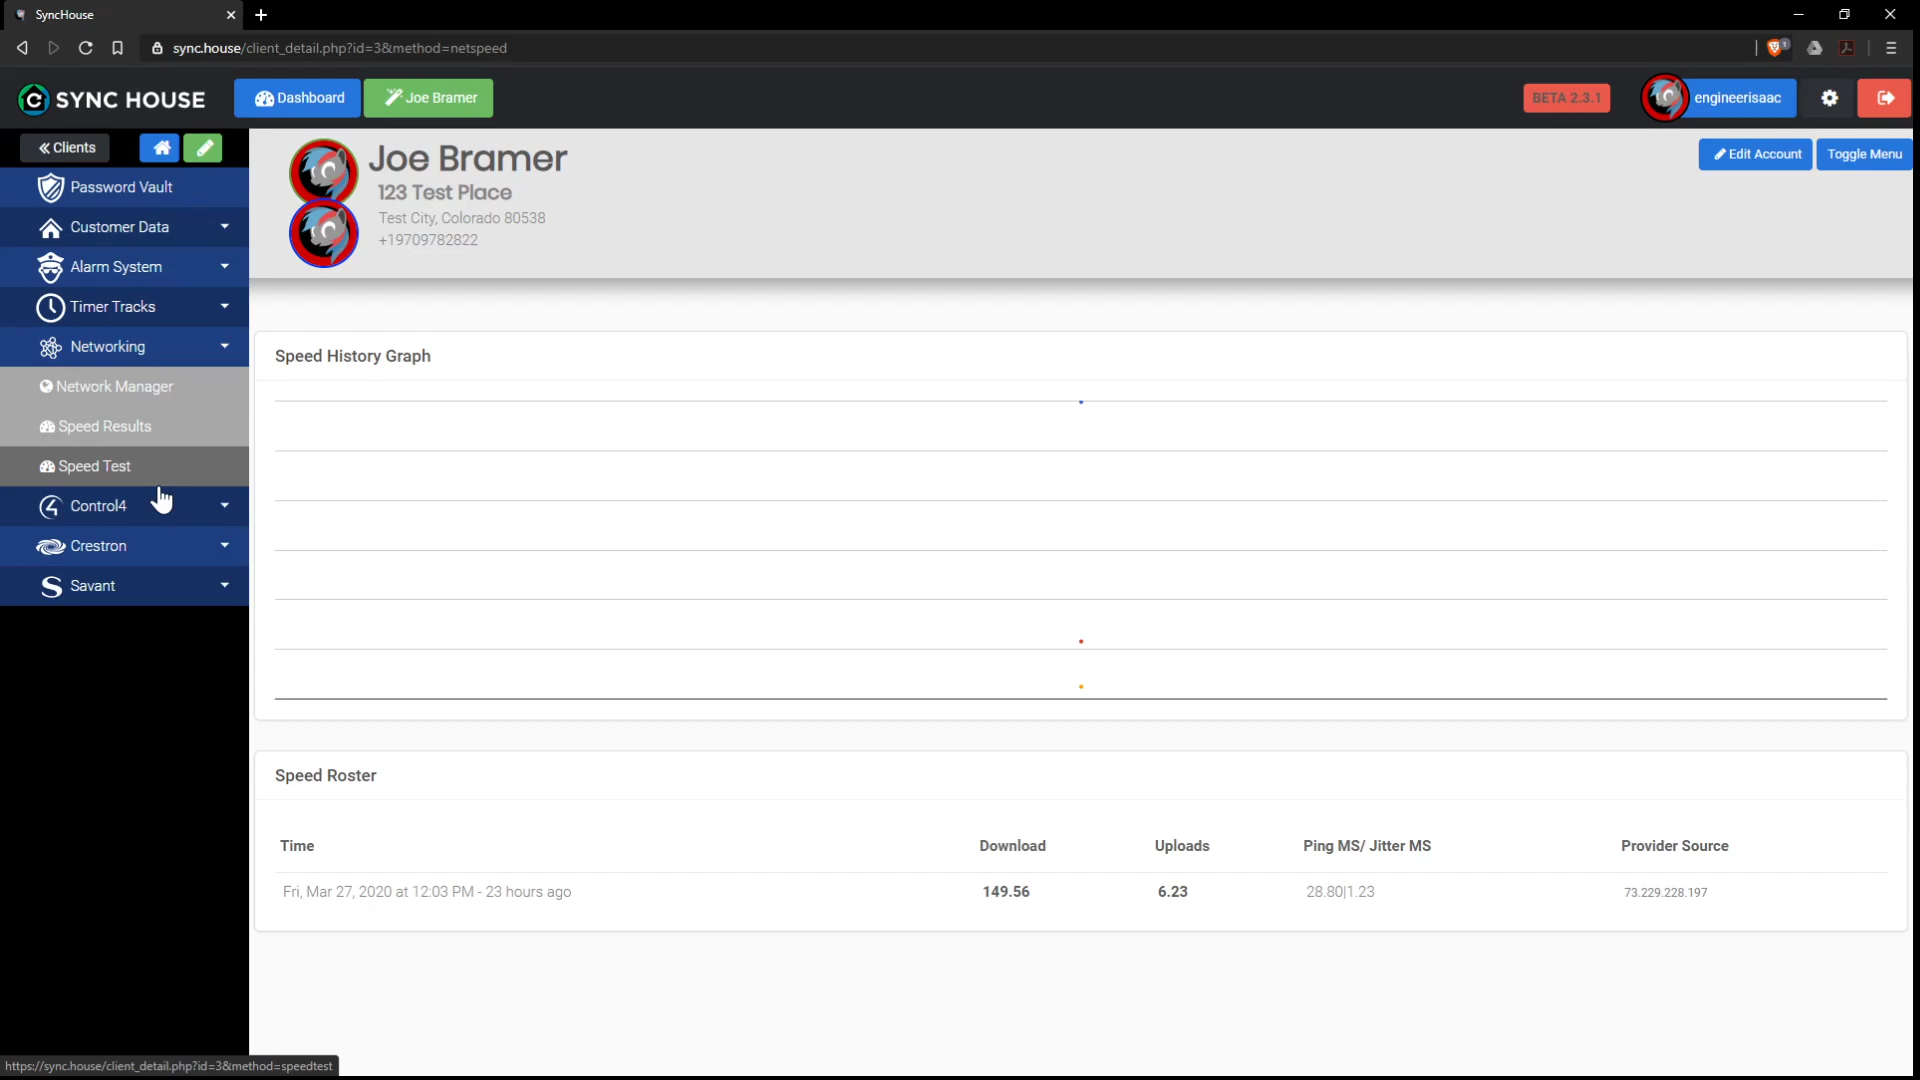 SyncHouse
sync.house/client_detail.php?id=3&method=netspeed
SYNC HOUSE
Dashboard
Joe Bramer
BETA 2.3.1
engineerisaac
Clients
Joe Bramer
123 Test Place
Test City, Colorado 80538
+19709782822
Edit Account
Toggle Menu
Password Vault
Customer Data
Alarm System
Timer Tracks
Networking
Network Manager
Speed Results
Speed Test
Control4
Crestron
Savant
Speed History Graph
Speed Roster
Time Download Uploads Ping MS/ Jitter MS Provider Source
Fri, Mar 27, 2020 at 12:03 PM - 23 hours ago 149.56 6.23 28.80|1.23 73.229.228.197
https://sync.house/client_detail.php?id=3&method=speedtest